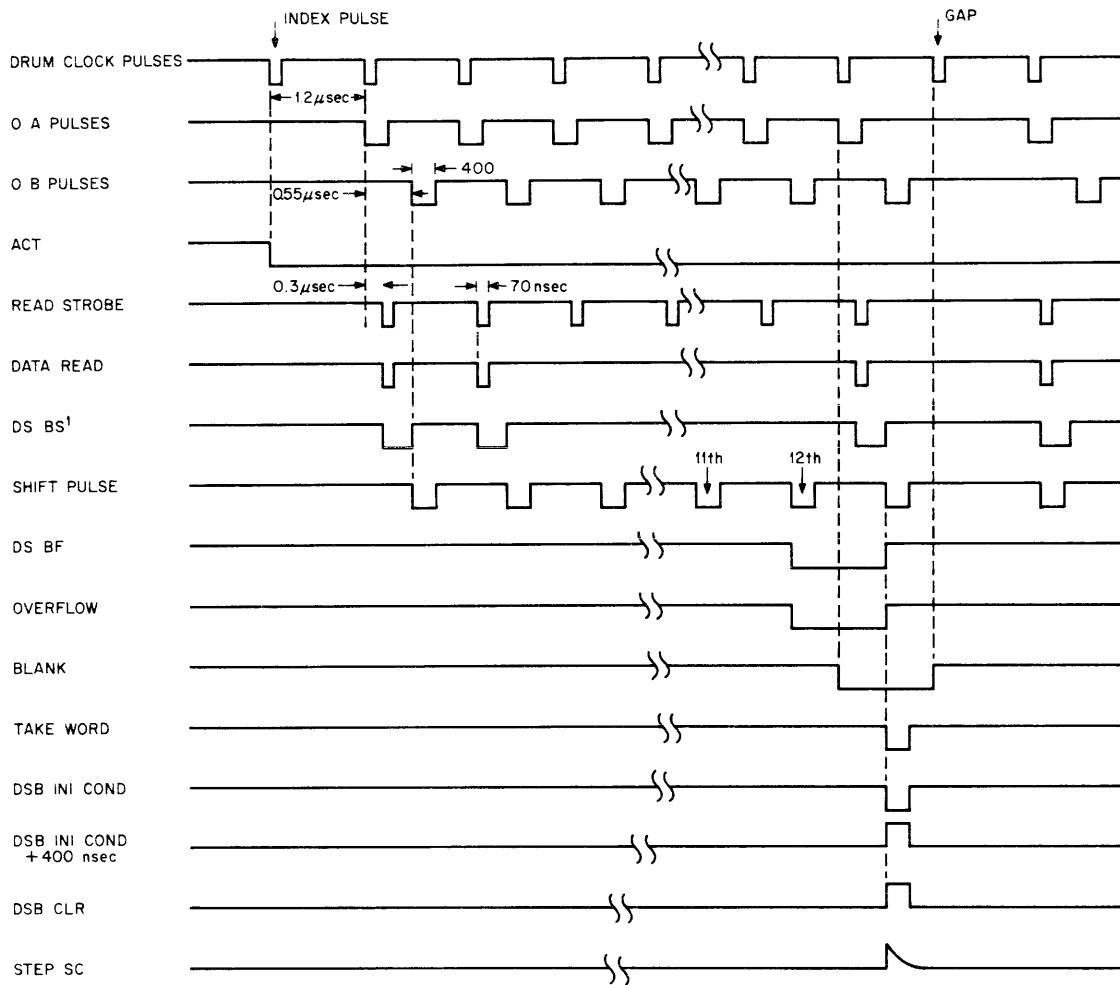 INDEX PULSE
GAP
DRUM CLOCK PULSES
1.2μsec
O A PULSES
O B PULSES
400
0.55μsec
ACT
0.3μsec
70 nsec
READ STROBE
DATA READ
DS BS¹
11th
12th
SHIFT PULSE
DS BF
OVERFLOW
BLANK
TAKE WORD
DSB INI COND
DSB INI COND
+400 nsec
DSB CLR
STEP SC